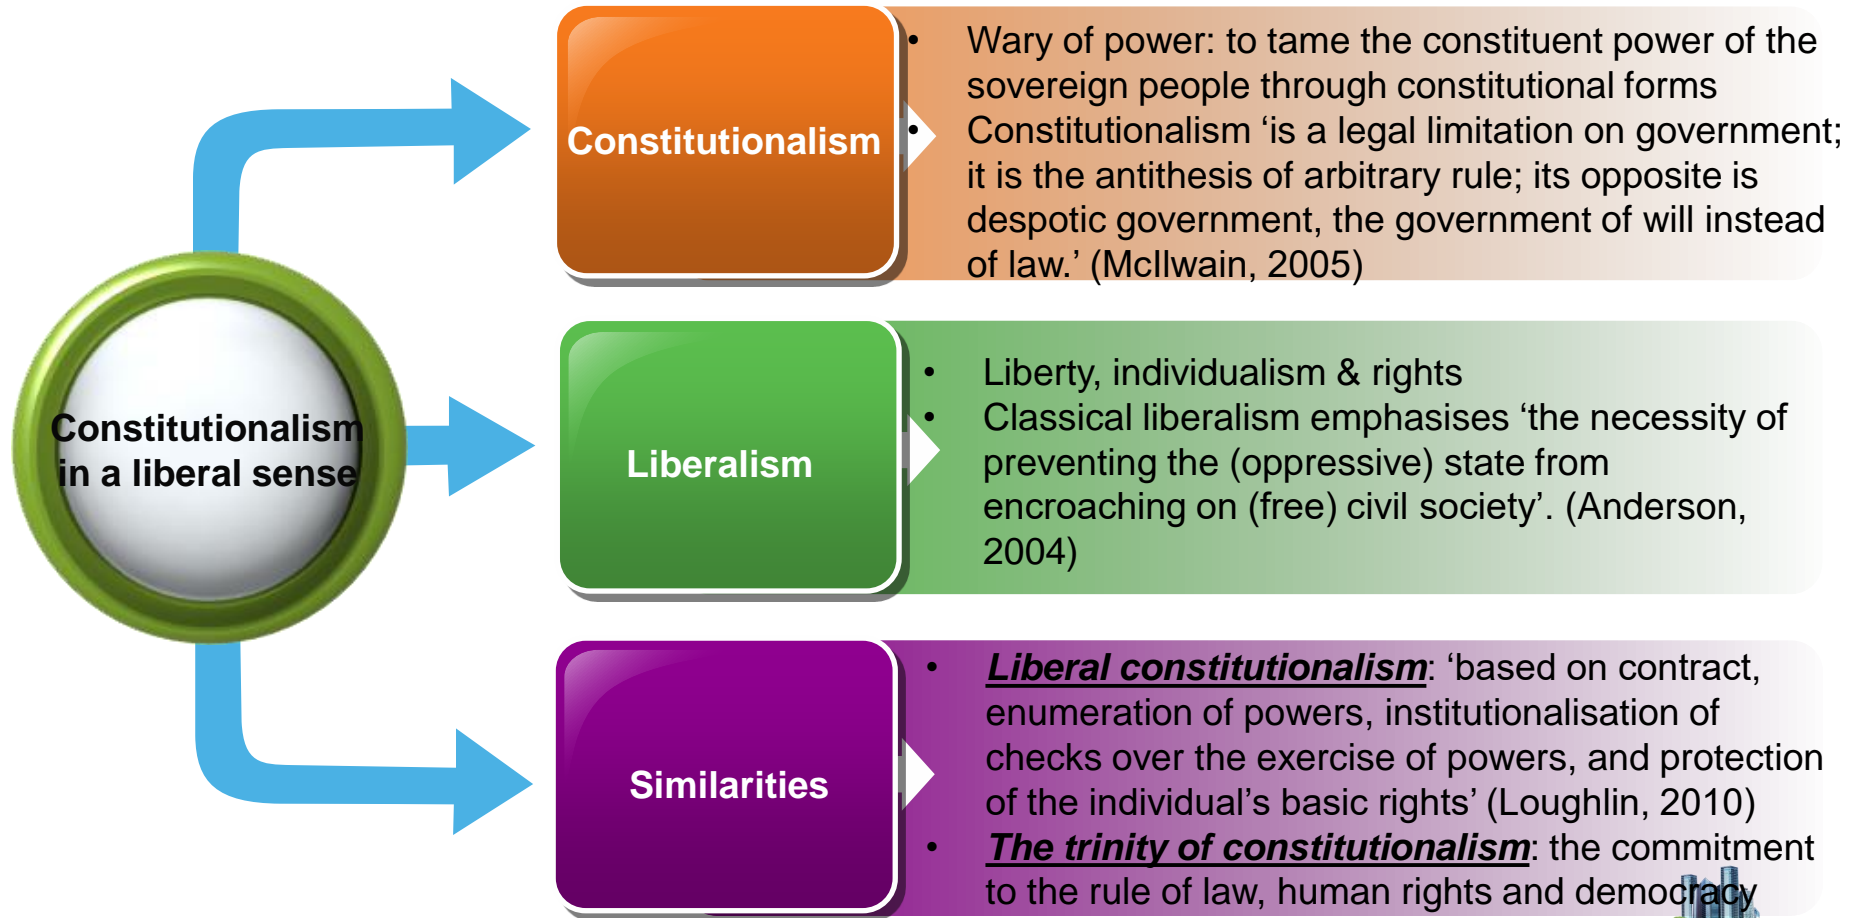 Constitutionalism
in a liberal sense
Constitutionalism
• Wary of power: to tame the constituent power of the
sovereign people through constitutional forms
• Constitutionalism ‘is a legal limitation on government;
it is the antithesis of arbitrary rule; its opposite is
despotic government, the government of will instead
of law.’ (McIlwain, 2005)
Liberalism
• Liberty, individualism & rights
• Classical liberalism emphasises ‘the necessity of
preventing the (oppressive) state from
encroaching on (free) civil society’. (Anderson,
2004)
Similarities
• Liberal constitutionalism: ‘based on contract,
enumeration of powers, institutionalisation of
checks over the exercise of powers, and protection
of the individual’s basic rights’ (Loughlin, 2010)
• The trinity of constitutionalism: the commitment
to the rule of law, human rights and democracy